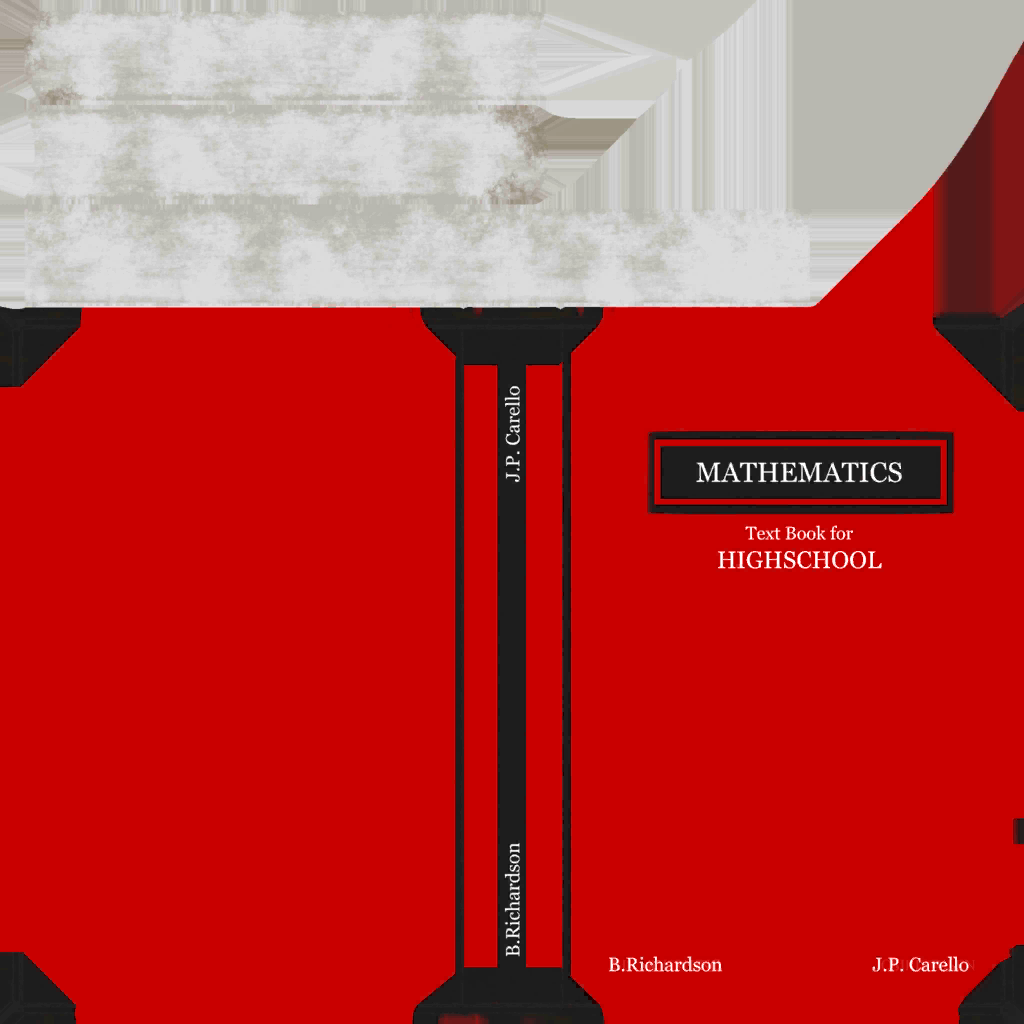 J.P. Carello
B.Richardson
MATHEMATICS
Text Book for
HIGHSCHOOL
B.Richardson
J.P. Carello